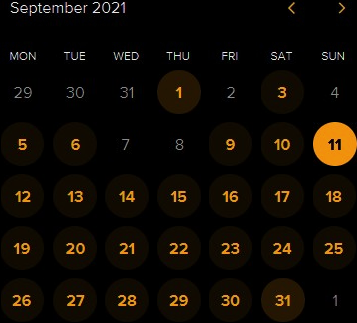 September 2021
MON TUE WED THU FRI SAT SUN
29 30 31 1 2 3 4
5 6 7 8 9 10 11
12 13 14 15 16 17 18
19 20 21 22 23 24 25
26 27 28 29 30 31 1